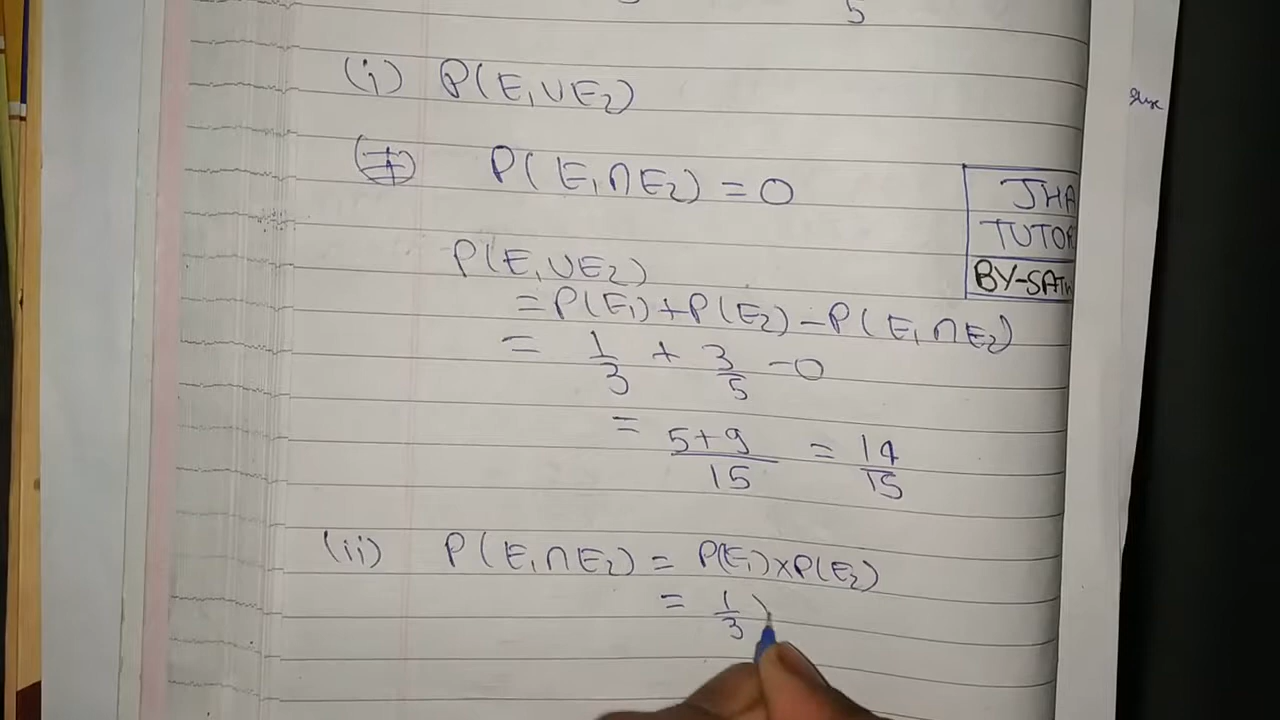 5
(i) P(E₁∪E₂)
P(E₁∩E₂) = 0
JHA
TUTOR
BY-SATH
P(E₁∪E₂)
= P(E₁) + P(E₂) - P(E₁∩E₂)
= 1/3 + 3/5 - 0
= (5+9)/15 = 14/15
(ii) P(E₁∩E₂) = P(E₁)×P(E₂)
= 1/3